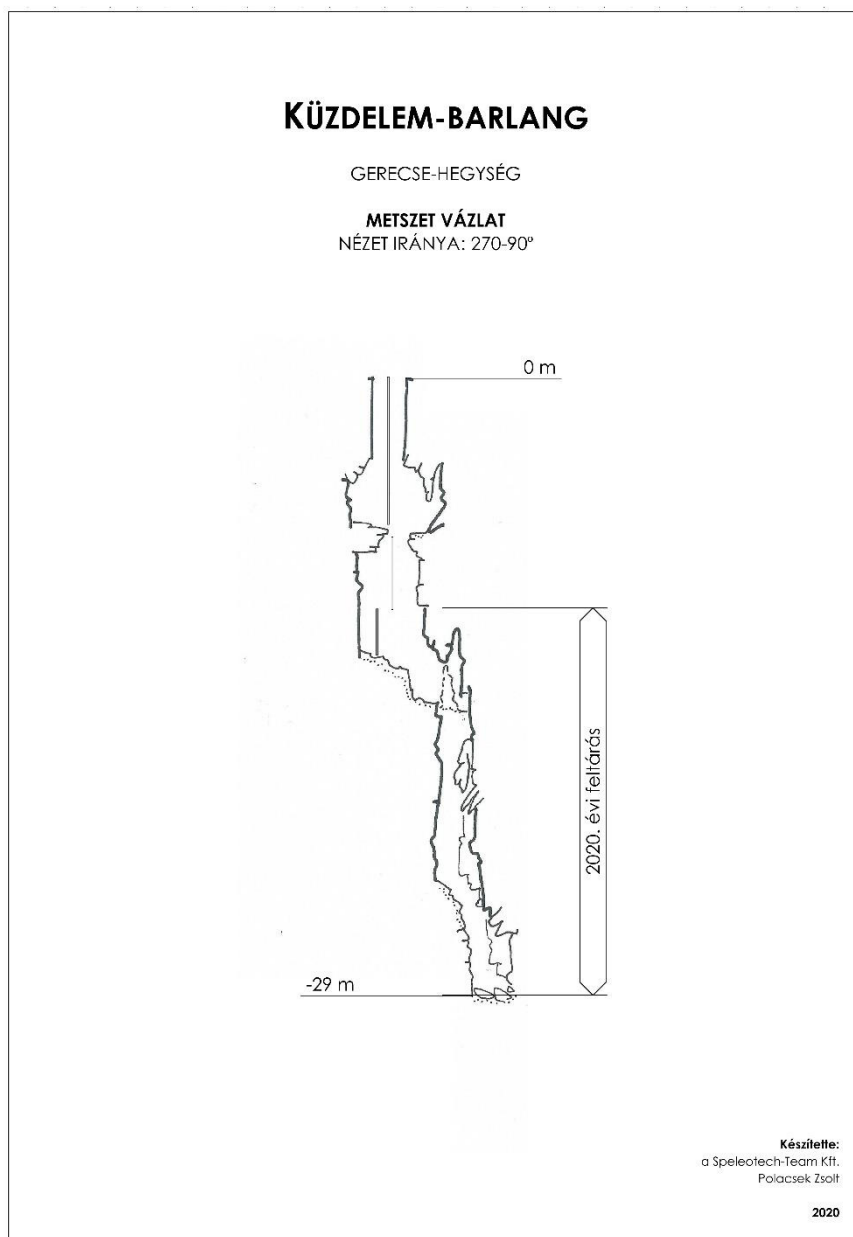 KÜZDELEM-BARLANG
GERECSE-HEGYSÉG
METSZET VÁZLAT
NÉZET IRÁNYA: 270-90°
0 m
2020. évi feltárás
-29 m
Készítette:
a Speleotech-Team Kft.
Polacsek Zsolt
2020